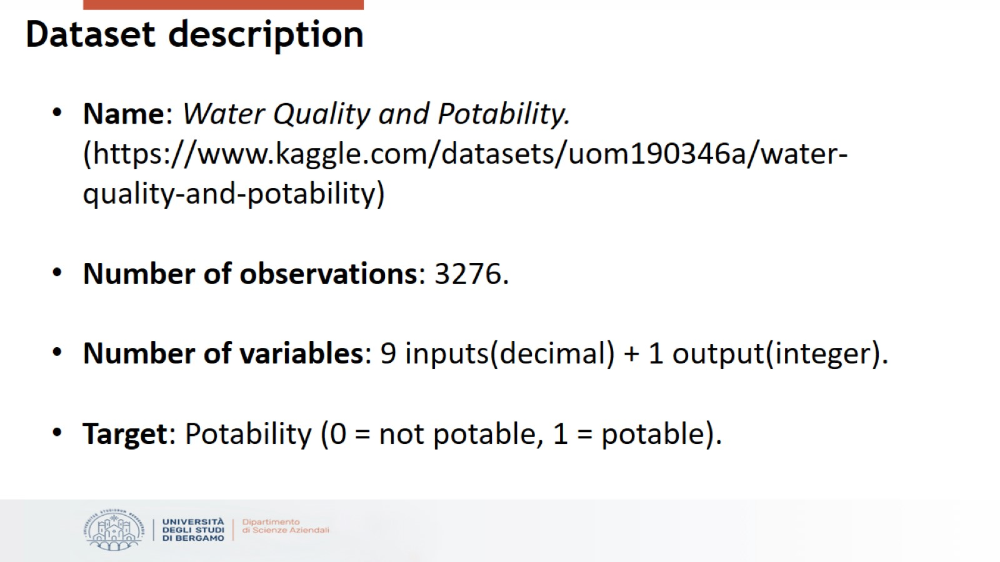 Dataset description
• Name: Water Quality and Potability.
(https://www.kaggle.com/datasets/uom190346a/water-
quality-and-potability)
• Number of observations: 3276.
• Number of variables: 9 inputs(decimal) + 1 output(integer).
• Target: Potability (0 = not potable, 1 = potable).
UNIVERSITÀ
DEGLI STUDI
DI BERGAMO
Dipartimento
di Scienze Aziendali